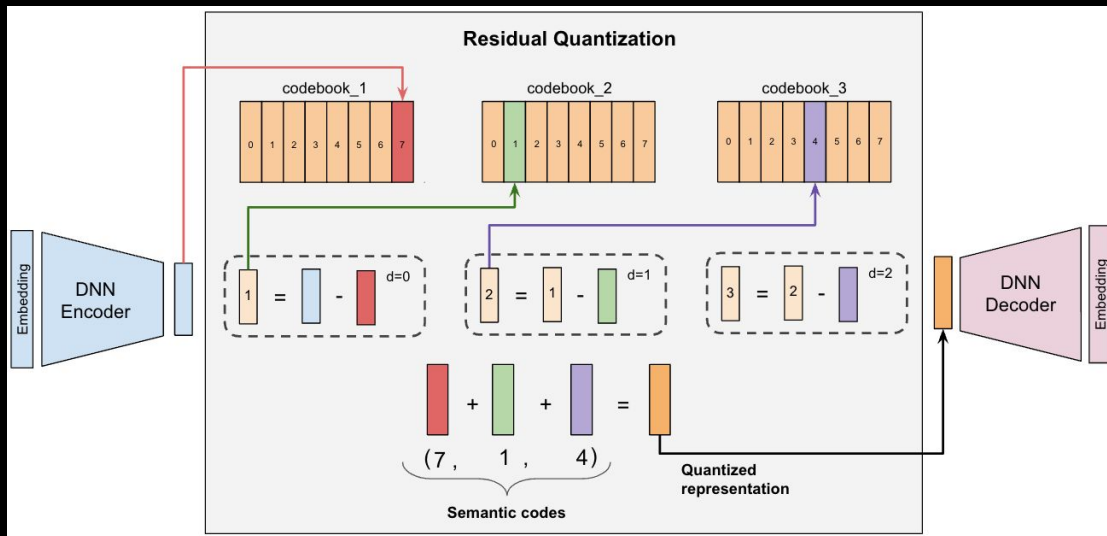 Residual Quantization
codebook_1
codebook_2
codebook_3
0 1 2 3 4 5 6 7
0 1 2 3 4 5 6 7
0 1 2 3 4 5 6 7
Embedding
DNN
Encoder
1 = - d=0
2 = 1 - d=1
3 = 2 - d=2
DNN
Decoder
Embedding
+ + =
(7, 1, 4)
Semantic codes
Quantized
representation